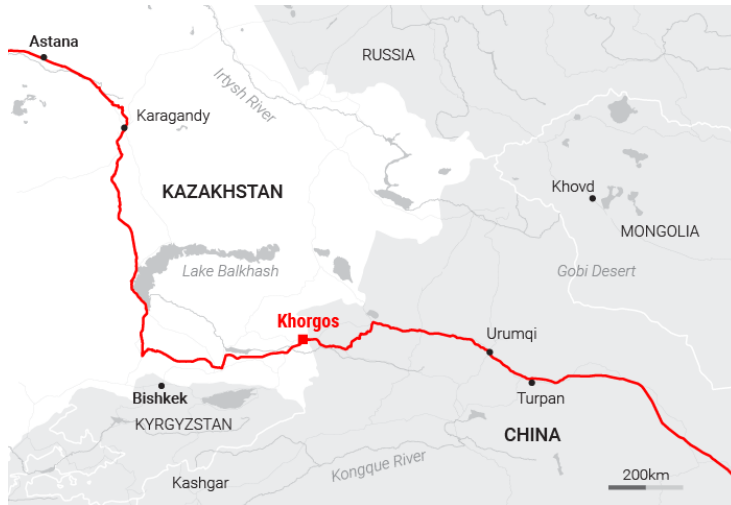 Astana
RUSSIA
Irtysh River
Karagandy
KAZAKHSTAN
Khovd
MONGOLIA
Lake Balkhash
Gobi Desert
Khorgos
Urumqi
Bishkek
Turpan
KYRGYZSTAN
CHINA
Kongque River
Kashgar
200km